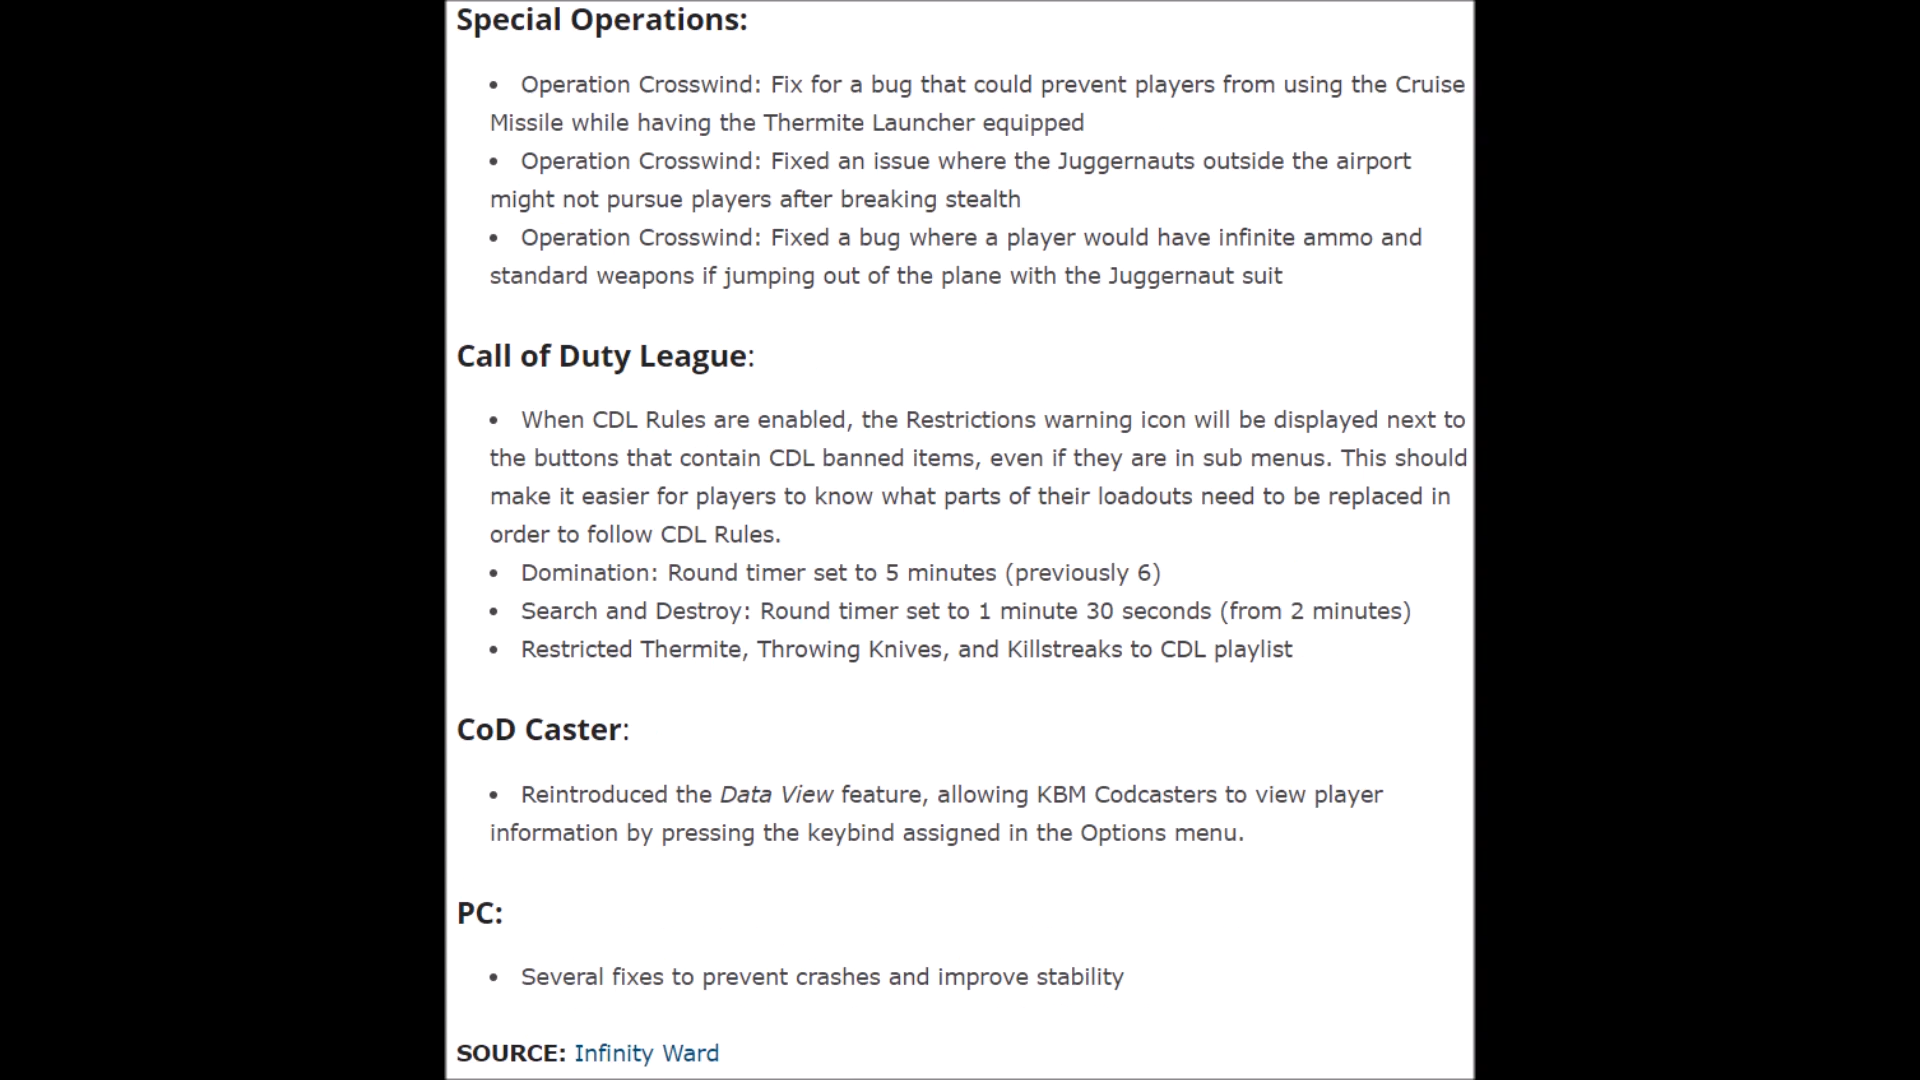 Special Operations:
• Operation Crosswind: Fix for a bug that could prevent players from using the Cruise
Missile while having the Thermite Launcher equipped
• Operation Crosswind: Fixed an issue where the Juggernauts outside the airport
might not pursue players after breaking stealth
• Operation Crosswind: Fixed a bug where a player would have infinite ammo and
standard weapons if jumping out of the plane with the Juggernaut suit
Call of Duty League:
• When CDL Rules are enabled, the Restrictions warning icon will be displayed next to
the buttons that contain CDL banned items, even if they are in sub menus. This should
make it easier for players to know what parts of their loadouts need to be replaced in
order to follow CDL Rules.
• Domination: Round timer set to 5 minutes (previously 6)
• Search and Destroy: Round timer set to 1 minute 30 seconds (from 2 minutes)
• Restricted Thermite, Throwing Knives, and Killstreaks to CDL playlist
CoD Caster:
• Reintroduced the Data View feature, allowing KBM Codcasters to view player
information by pressing the keybind assigned in the Options menu.
PC:
• Several fixes to prevent crashes and improve stability
SOURCE: Infinity Ward